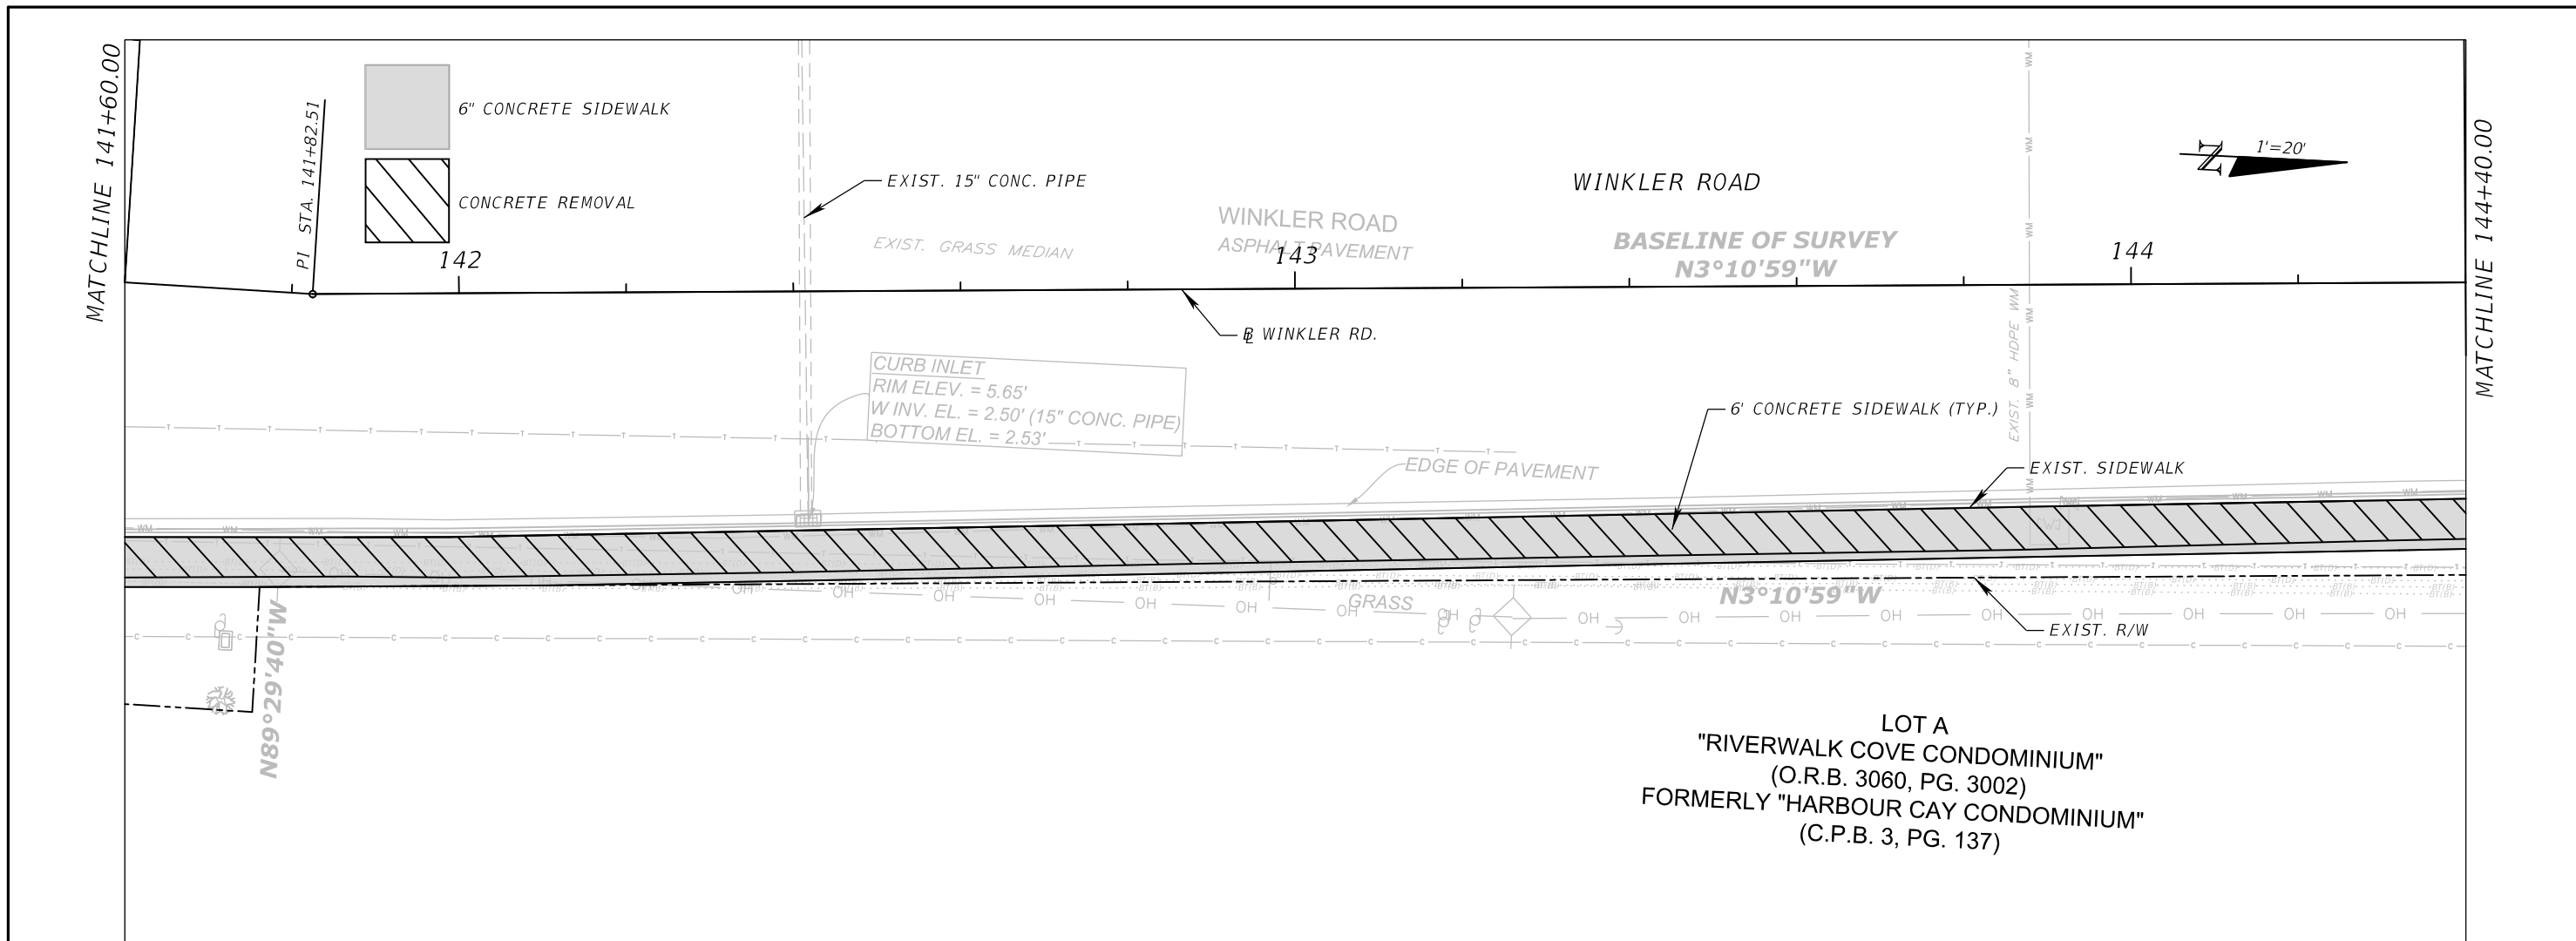 MATCHLINE 141+60.00
PI STA. 141+82.51
6" CONCRETE SIDEWALK
CONCRETE REMOVAL
142
EXIST. 15" CONC. PIPE
EXIST. GRASS MEDIAN
WINKLER ROAD
ASPHALT PAVEMENT
143
WINKLER ROAD
BASELINE OF SURVEY
N3°10'59"W
144
1'=20'
N
MATCHLINE 144+40.00
℄ WINKLER RD.
CURB INLET
RIM ELEV. = 5.65'
W INV. EL. = 2.50' (15" CONC. PIPE)
BOTTOM EL. = 2.53'
EDGE OF PAVEMENT
6' CONCRETE SIDEWALK (TYP.)
EXIST. 8" HDPE WM
EXIST. SIDEWALK
GRASS
N3°10'59"W
EXIST. R/W
N89°29'40"W
LOT A
"RIVERWALK COVE CONDOMINIUM"
(O.R.B. 3060, PG. 3002)
FORMERLY "HARBOUR CAY CONDOMINIUM"
(C.P.B. 3, PG. 137)